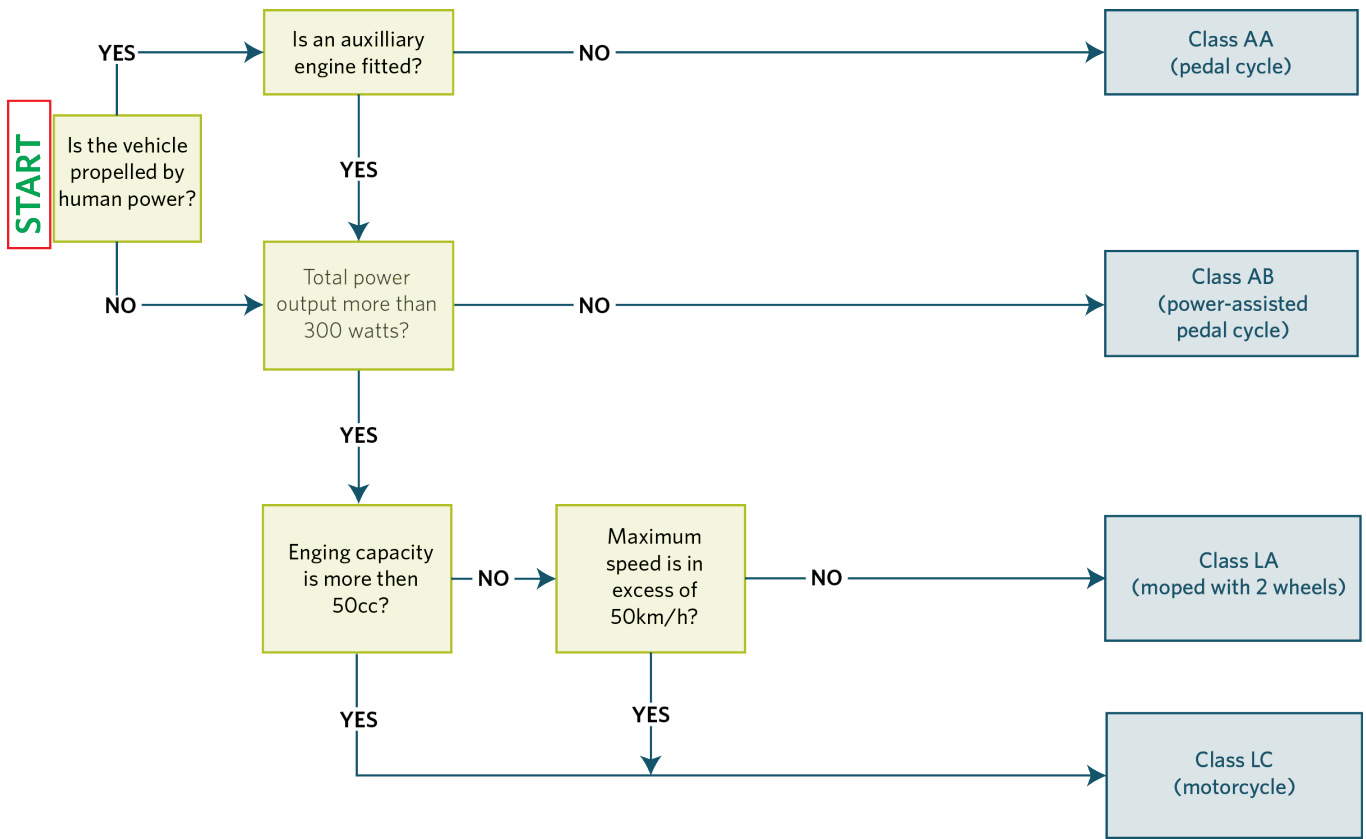 START
Is the vehicle
propelled by
human power?
YES
Is an auxilliary
engine fitted?
NO
Class AA
(pedal cycle)
YES
NO
Total power
output more than
300 watts?
NO
Class AB
(power-assisted
pedal cycle)
YES
Enging capacity
is more then
50cc?
NO
Maximum
speed is in
excess of
50km/h?
NO
Class LA
(moped with 2 wheels)
YES
YES
Class LC
(motorcycle)